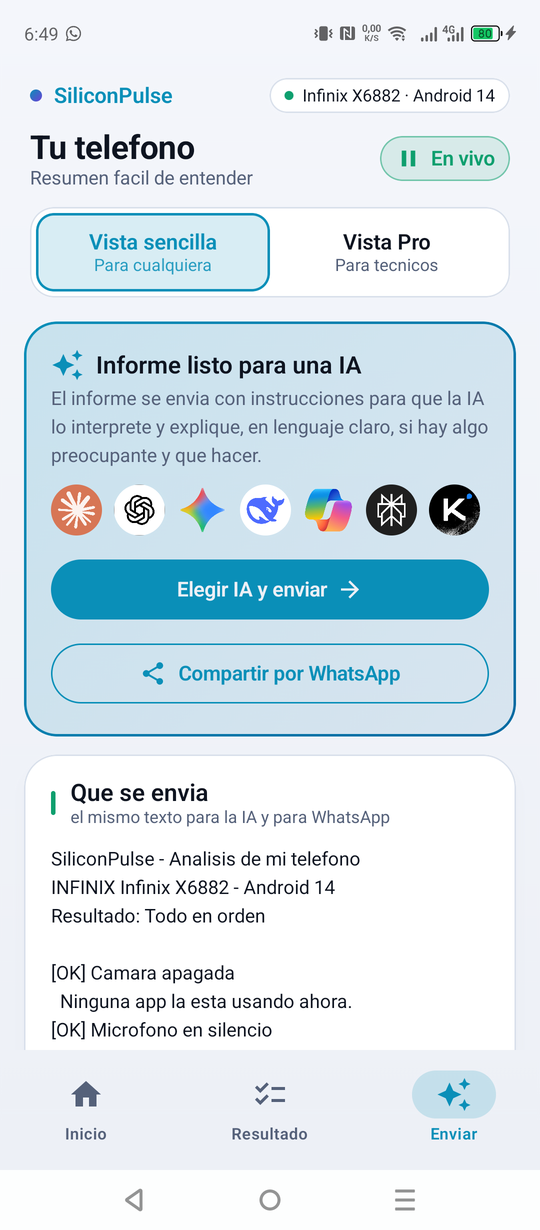 6:49
0,00
K/S
4G
80
SiliconPulse
Infinix X6882 · Android 14
Tu telefono
Resumen facil de entender
En vivo
Vista sencilla
Para cualquiera
Vista Pro
Para tecnicos
Informe listo para una IA
El informe se envia con instrucciones para que la IA
lo interprete y explique, en lenguaje claro, si hay algo
preocupante y que hacer.
K
Elegir IA y enviar
Compartir por WhatsApp
Que se envia
el mismo texto para la IA y para WhatsApp
SiliconPulse - Analisis de mi telefono
INFINIX Infinix X6882 - Android 14
Resultado: Todo en orden
[OK] Camara apagada
Ninguna app la esta usando ahora.
[OK] Microfono en silencio
Inicio
Resultado
Enviar